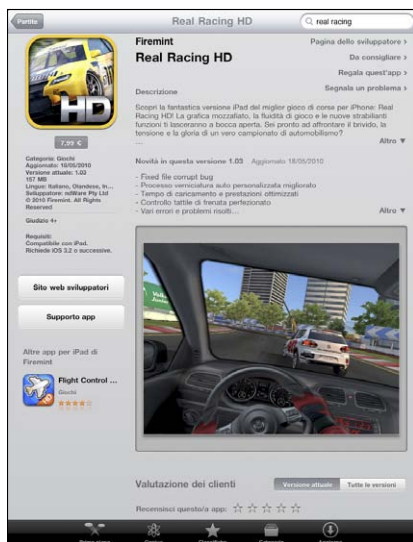 Partita
Real Racing HD
real racing
Firemint
Real Racing HD
Pagina dello sviluppatore >
Da consigliare >
Regala quest'app >
Segnala un problema >
Descrizione
Scopri la fantastica versione iPad del miglior gioco di corse per iPhone: Real
Racing HD! La grafica mozzafiato, la fluidità di gioco e le nuove strabilianti
funzioni ti lasceranno a bocca aperta. Sei pronto ad affrontare il brivido, la
tensione e la gloria di un vero campionato di automobilismo?
...
Altro ▼
HD
7,99 €
Categoria: Giochi
Aggiornato: 18/05/2010
Versione attuale: 1.03
157 MB
Lingue: Italiano, Olandese, In...
Sviluppatore: ndWare Pty Ltd
© 2010 Firemint. All Rights
Reserved
Giudizio 4+
Requisiti:
Compatibile con iPad.
Richiede iOS 3.2 o successive.
Novità in questa versione 1.03 Aggiornato 18/05/2010
- Fixed file corrupt bug
- Processo verniciatura auto personalizzata migliorato
- Tempo di caricamento e prestazioni ottimizzati
- Controllo tattile di frenata perfezionato
- Vari errori e problemi risolti...
Altro ▼
Sito web sviluppatori
Supporto app
Altre app per iPad di
Firemint
Flight Control ...
Giochi
Valutazione dei clienti
Versione attuale
Tutte le versioni
Recensisci questo/a app: